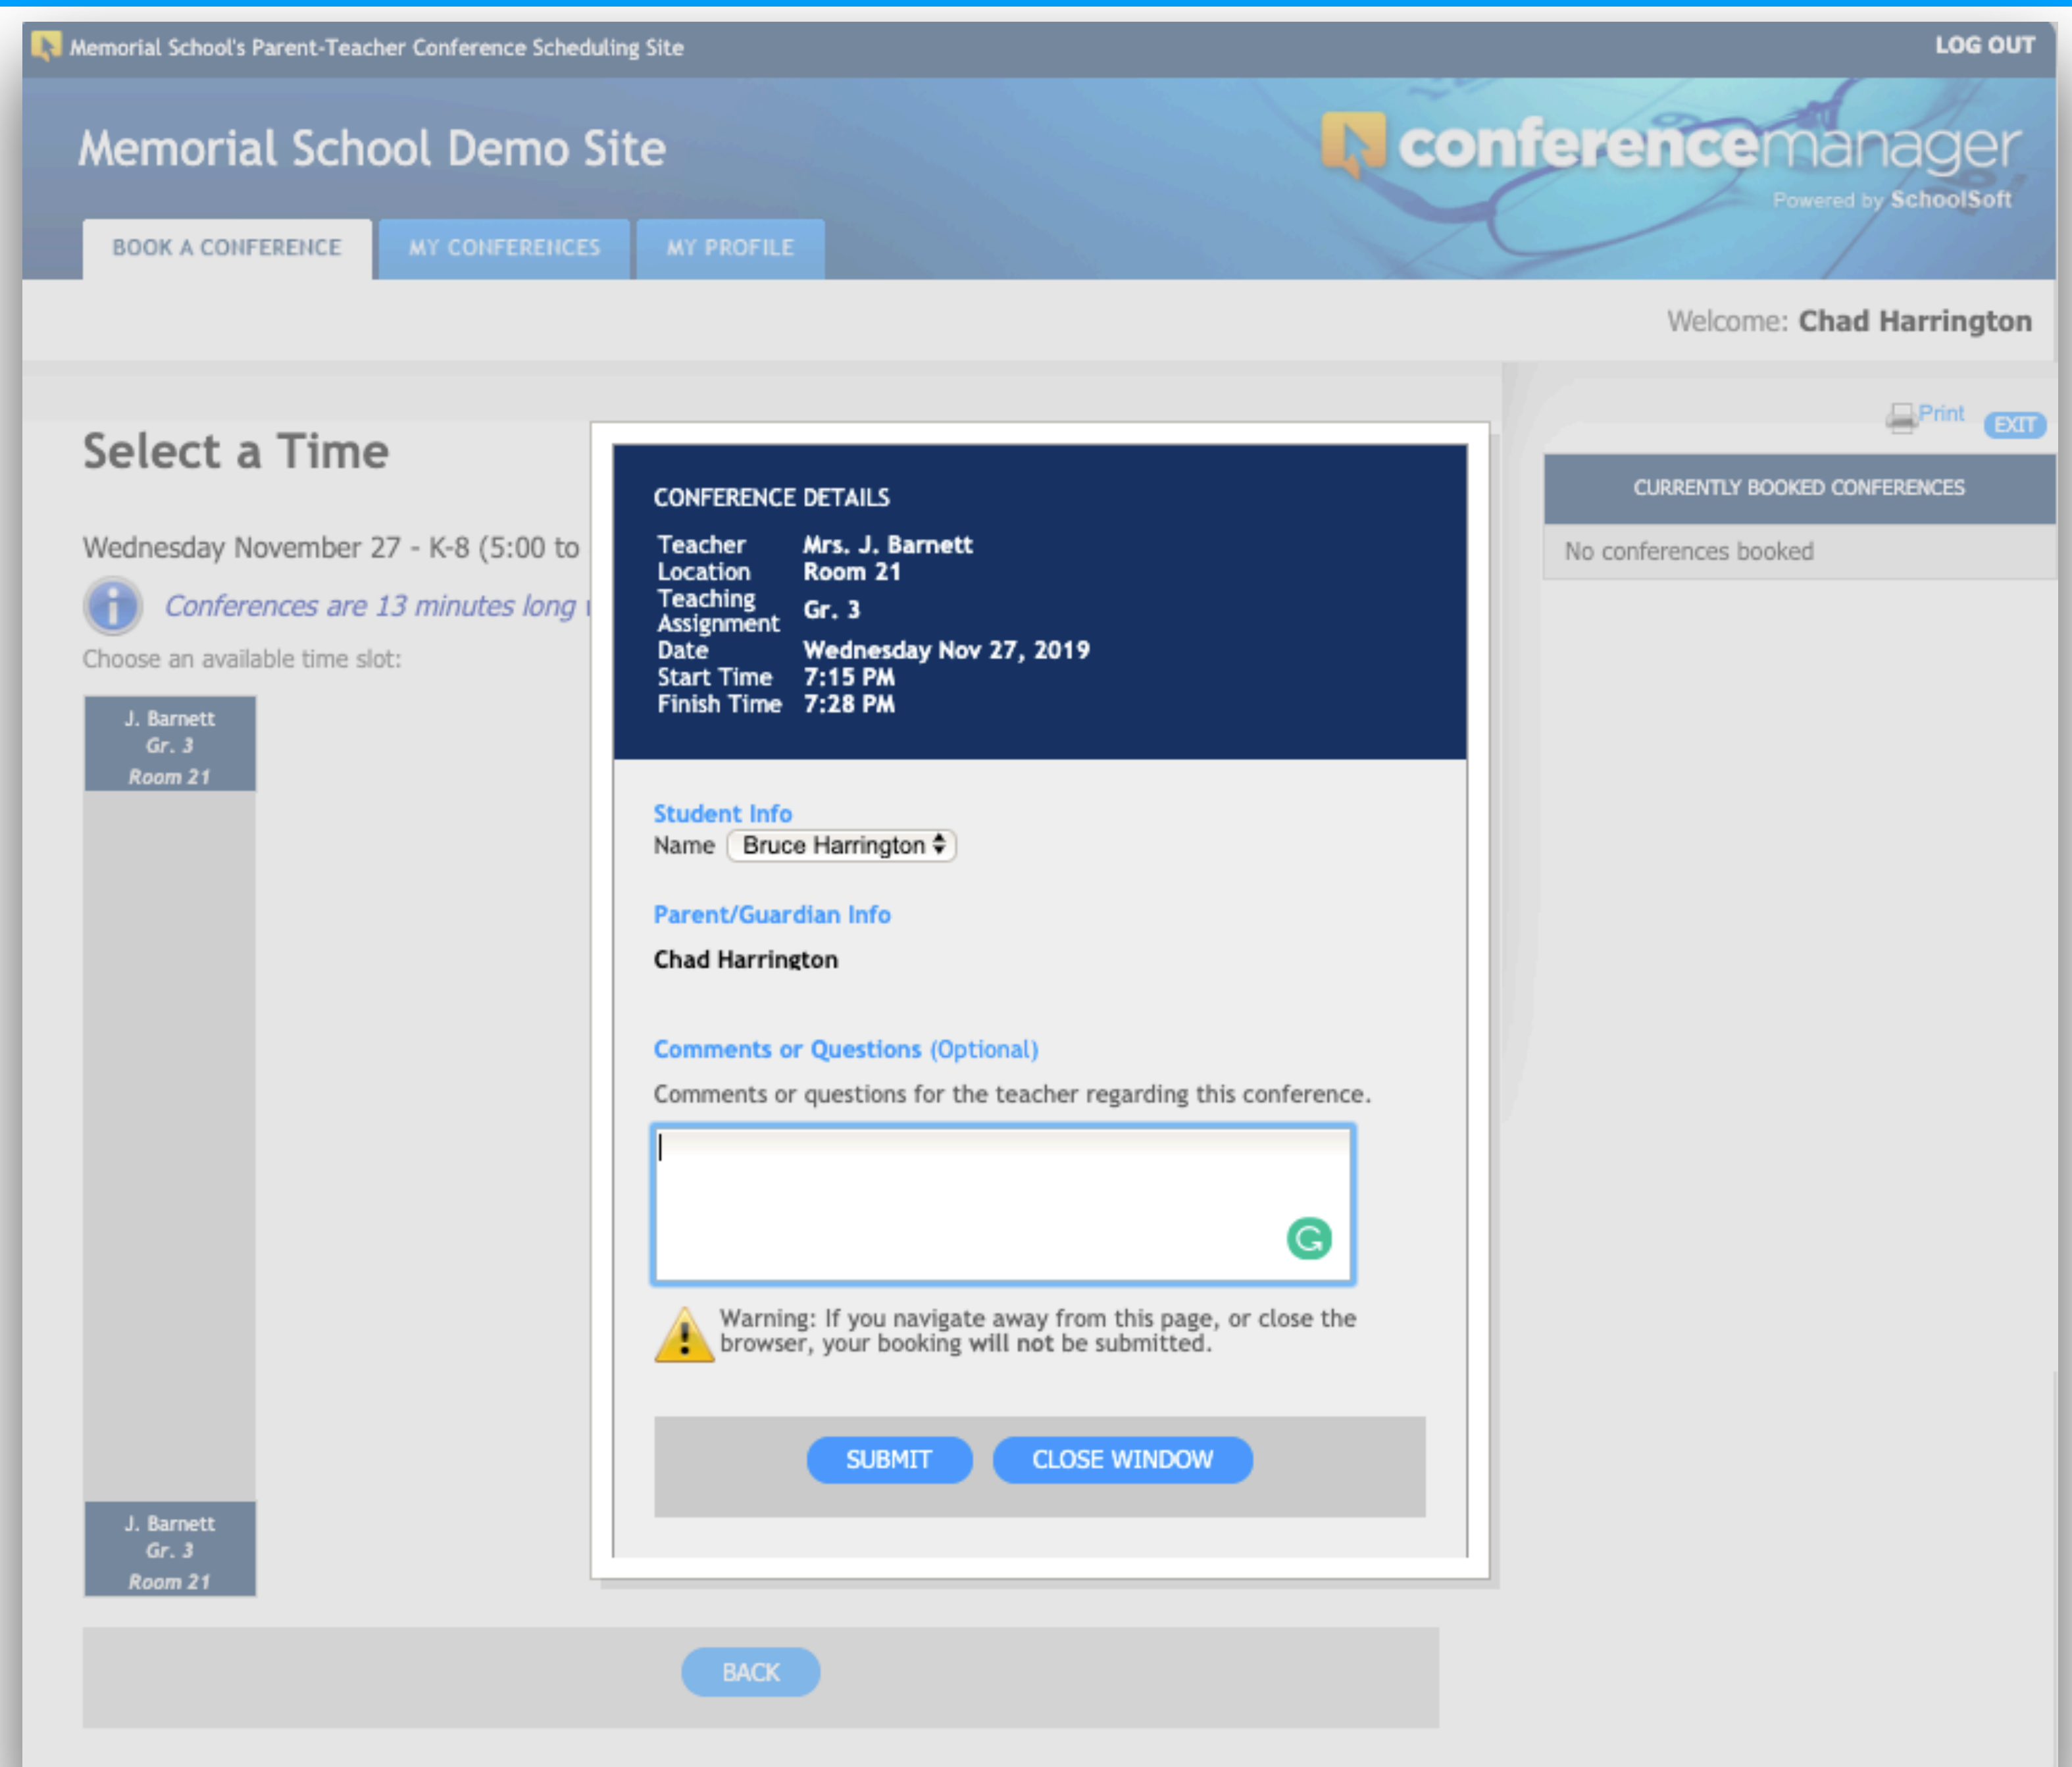 Memorial School's Parent-Teacher Conference Scheduling Site
LOG OUT
Memorial School Demo Site
conferencemanager
Powered by SchoolSoft
BOOK A CONFERENCE
MY CONFERENCES
MY PROFILE
Welcome: Chad Harrington
Print
EXIT
CURRENTLY BOOKED CONFERENCES
No conferences booked
Select a Time
Wednesday November 27 - K-8 (5:00 to
Conferences are 13 minutes long
Choose an available time slot:
J. Barnett
Gr. 3
Room 21
CONFERENCE DETAILS
Teacher Mrs. J. Barnett
Location Room 21
Teaching Assignment Gr. 3
Date Wednesday Nov 27, 2019
Start Time 7:15 PM
Finish Time 7:28 PM
Student Info
Name Bruce Harrington
Parent/Guardian Info
Chad Harrington
Comments or Questions (Optional)
Comments or questions for the teacher regarding this conference.
Warning: If you navigate away from this page, or close the
browser, your booking will not be submitted.
SUBMIT
CLOSE WINDOW
J. Barnett
Gr. 3
Room 21
BACK